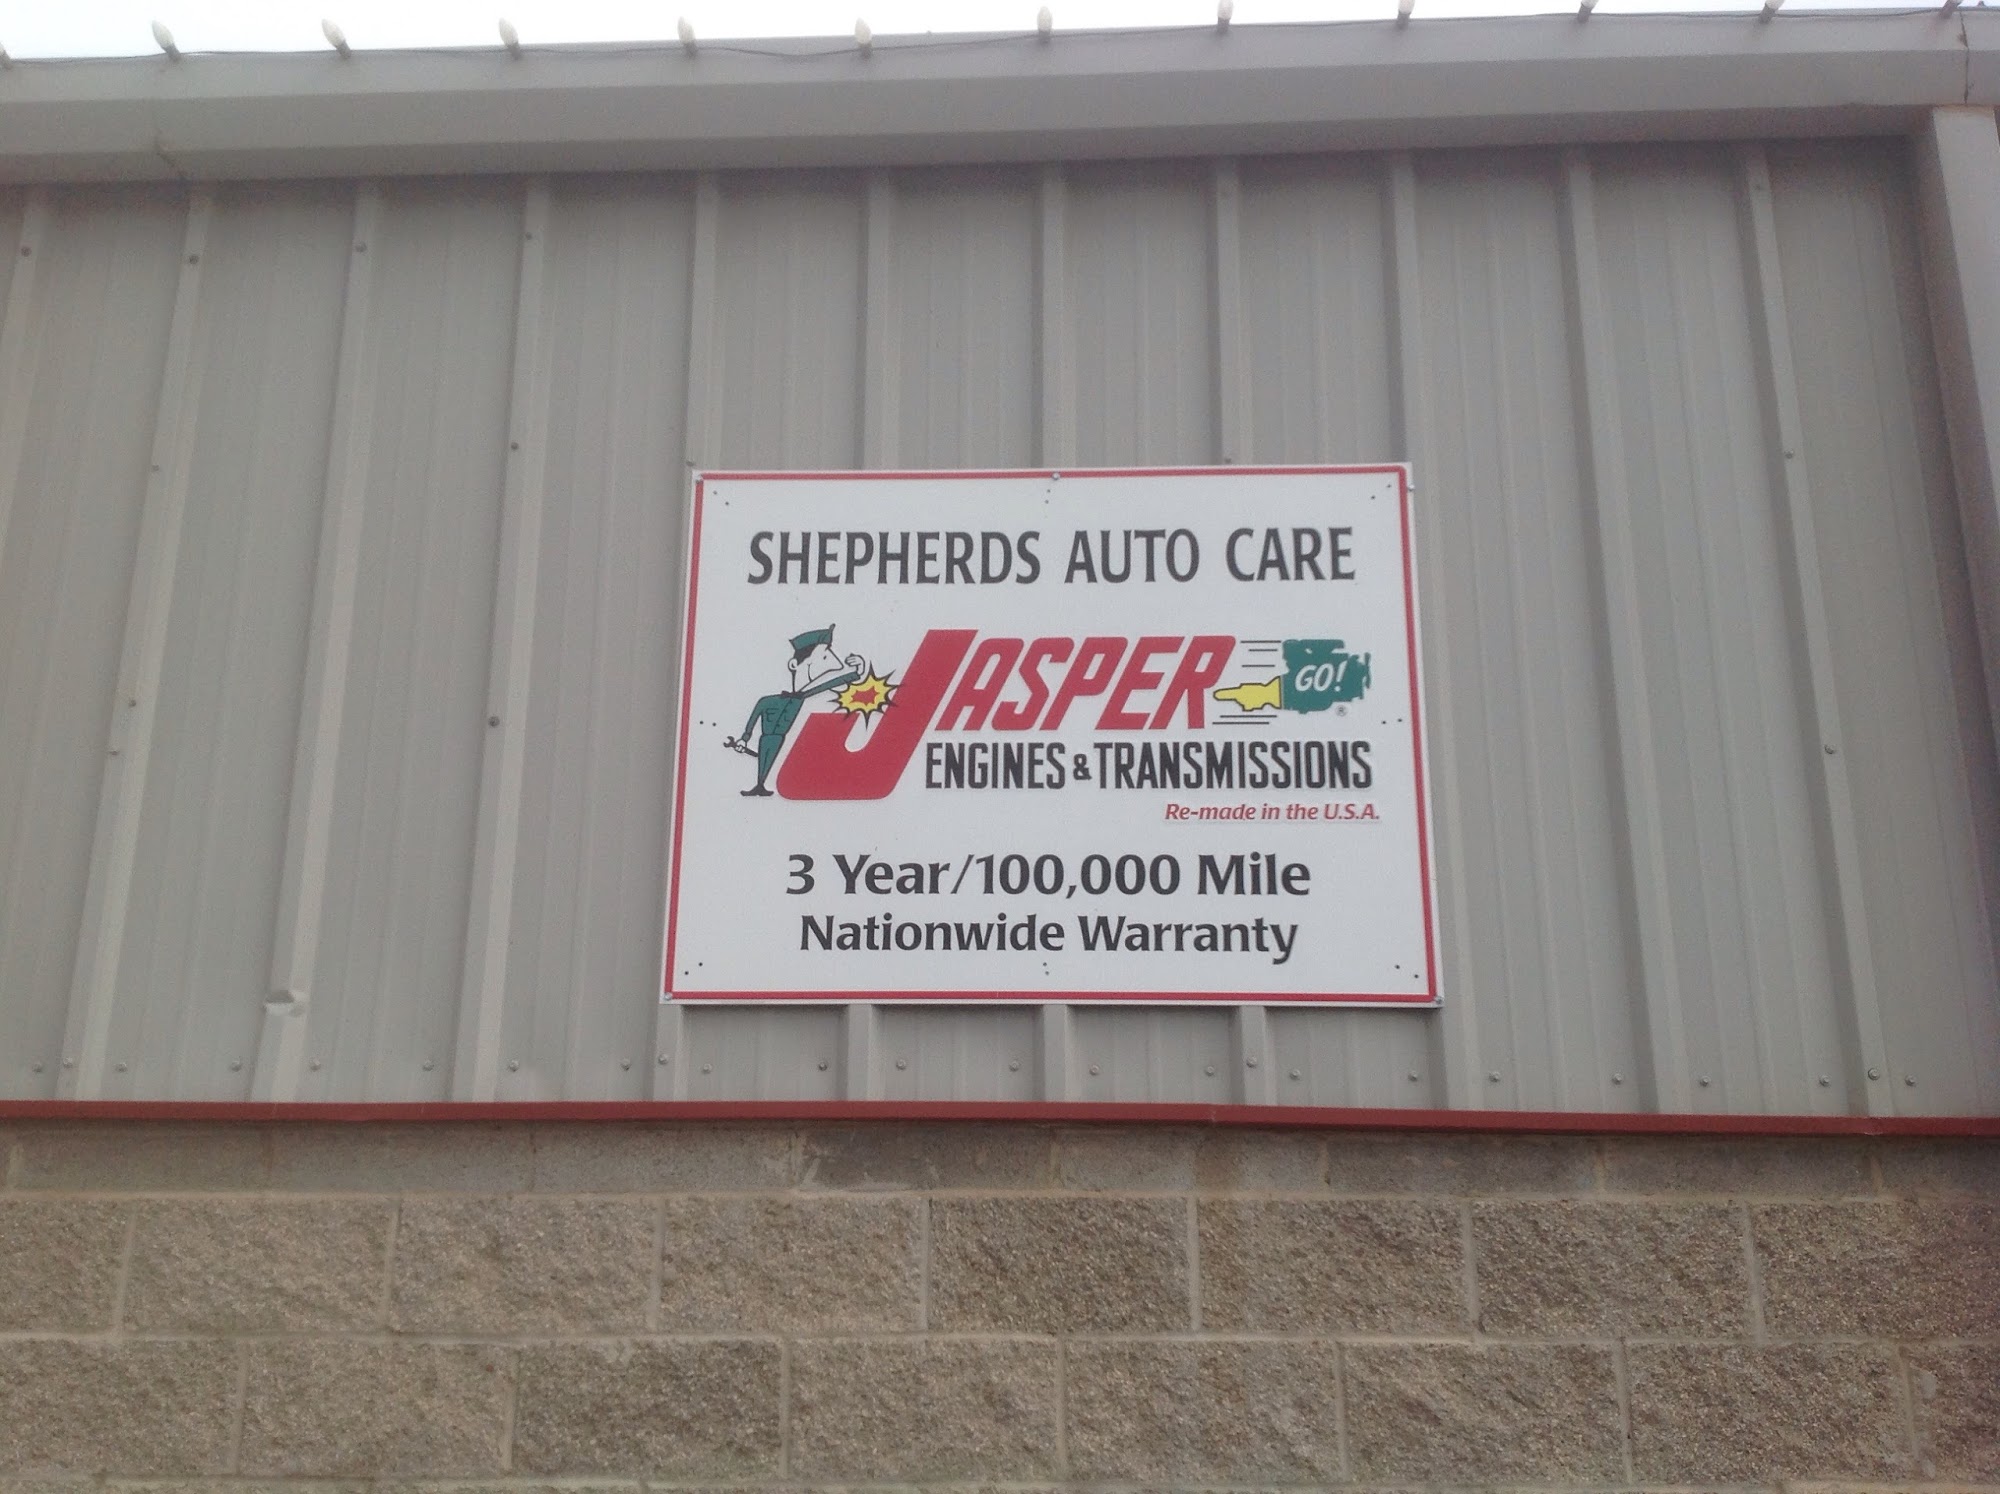 SHEPHERDS AUTO CARE
JASPER
GO!
®
ENGINES & TRANSMISSIONS
Re-made in the U.S.A.
3 Year/100,000 Mile
Nationwide Warranty